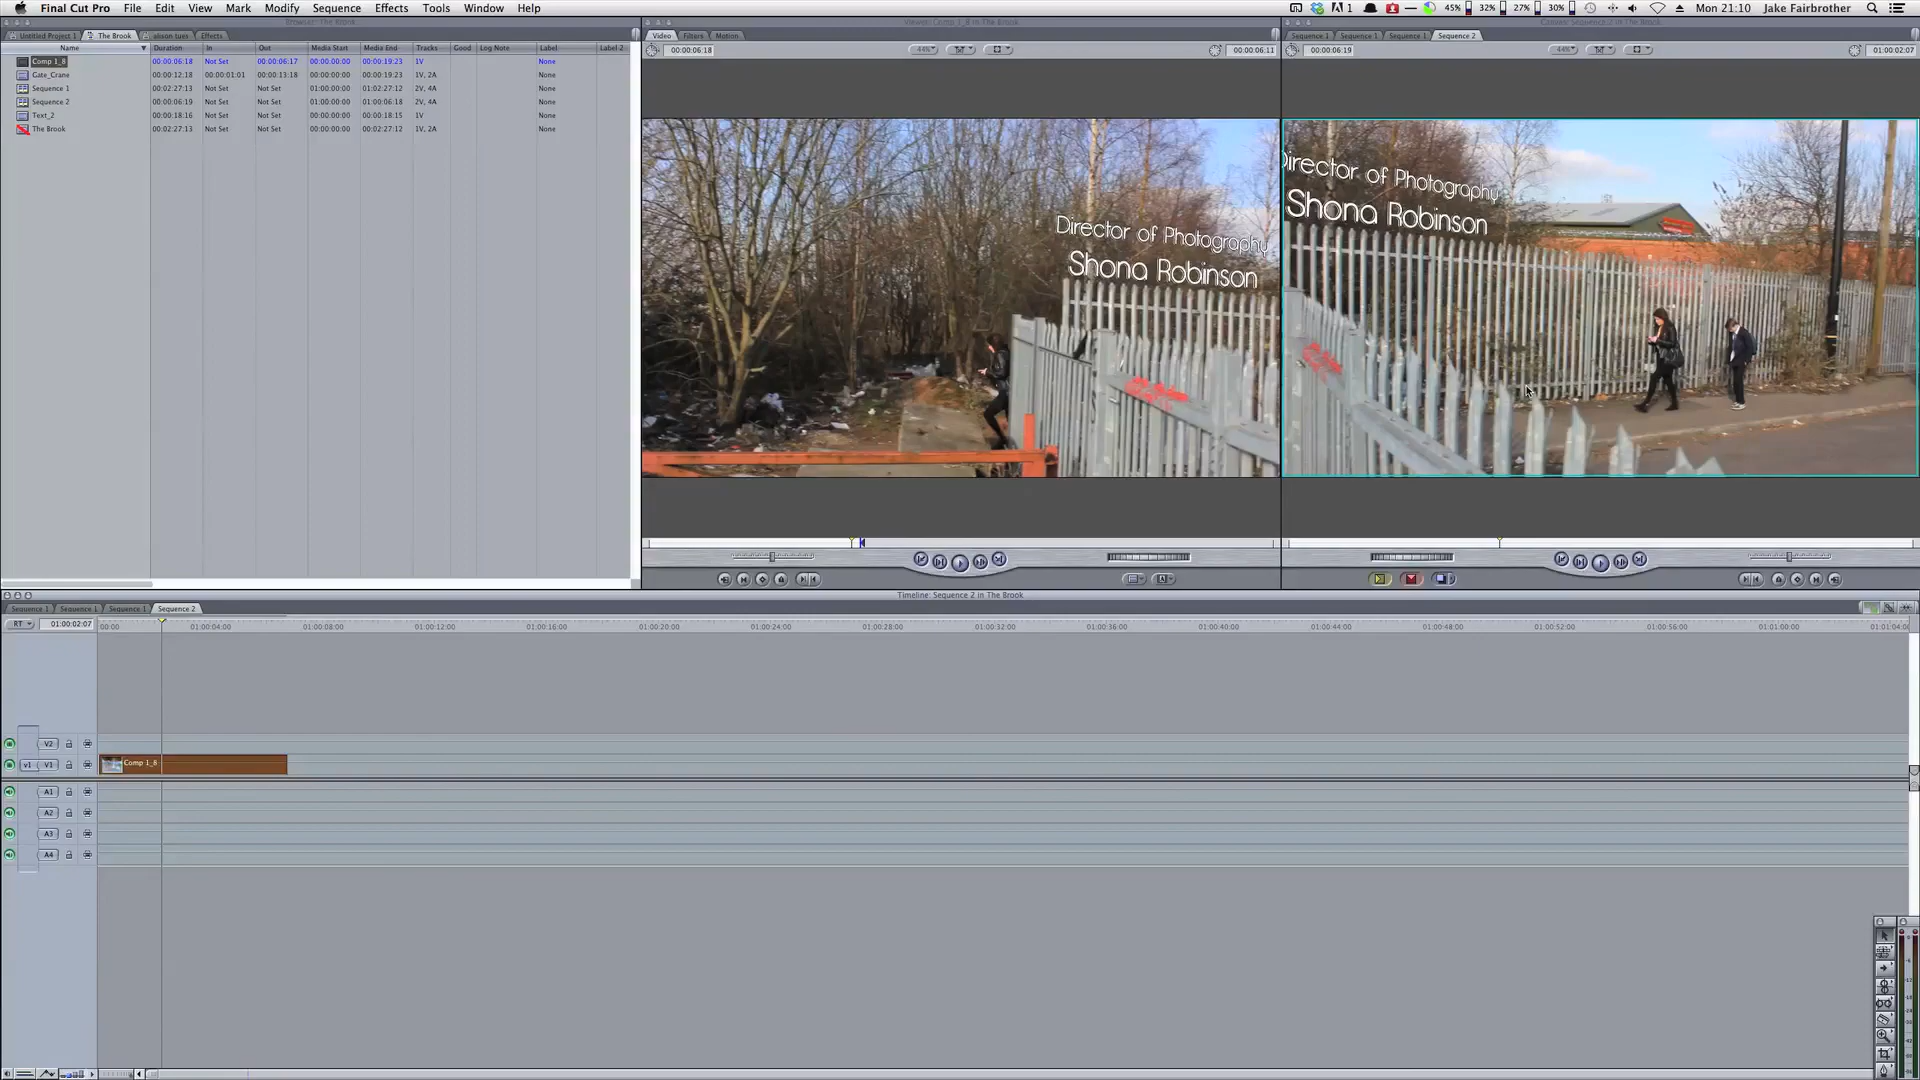 Final Cut Pro File Edit View Mark Modify Sequence Effects Tools Window Help 1 45% 32% 27% 30% Mon 21:10 Jake Fairbrother
Browser: The Brook
Viewer: Comp 1_8 in The Brook
Canvas: Sequence 2 in The Brook
Untitled Project 1 The Brook Effects
Video Filters Motion
Sequence 1 Sequence 1 Sequence 1 Sequence 2
Name Duration In Out Media Start Media End Tracks Good Log Note Label Label 2
00:00:06:18 44% 00:00:06:11
00:00:06:19 44% 01:00:02:07
Comp 1_8 00:00:06:18 Not Set 00:00:06:17 00:00:00:00 00:00:19:23 1V None
Gate_Crane 00:00:12:18 00:00:01:01 00:00:13:18 00:00:00:00 00:00:19:23 1V, 2A None
Sequence 1 00:02:27:13 Not Set Not Set 01:00:00:00 01:02:27:12 2V, 4A None
Sequence 2 00:00:06:19 Not Set Not Set 01:00:00:00 01:00:06:18 2V, 4A None
Text_2 00:00:18:16 Not Set Not Set 00:00:00:00 00:00:18:15 1V None
The Brook 00:02:27:13 Not Set Not Set 00:00:00:00 00:02:27:12 1V, 2A None
Director of Photography
Shona Robinson
Director of Photography
Shona Robinson
Timeline: Sequence 2 in The Brook
Sequence 1 Sequence 1 Sequence 1 Sequence 2
RT 01:00:02:07 00:00 01:00:04:00 01:00:08:00 01:00:12:00 01:00:16:00 01:00:20:00 01:00:24:00 01:00:28:00 01:00:32:00 01:00:36:00 01:00:40:00 01:00:44:00 01:00:48:00 01:00:52:00 01:00:56:00 01:01:00:00 01:01:04:0
V2
v1 V1 Comp 1_8
A1
A2
A3
A4